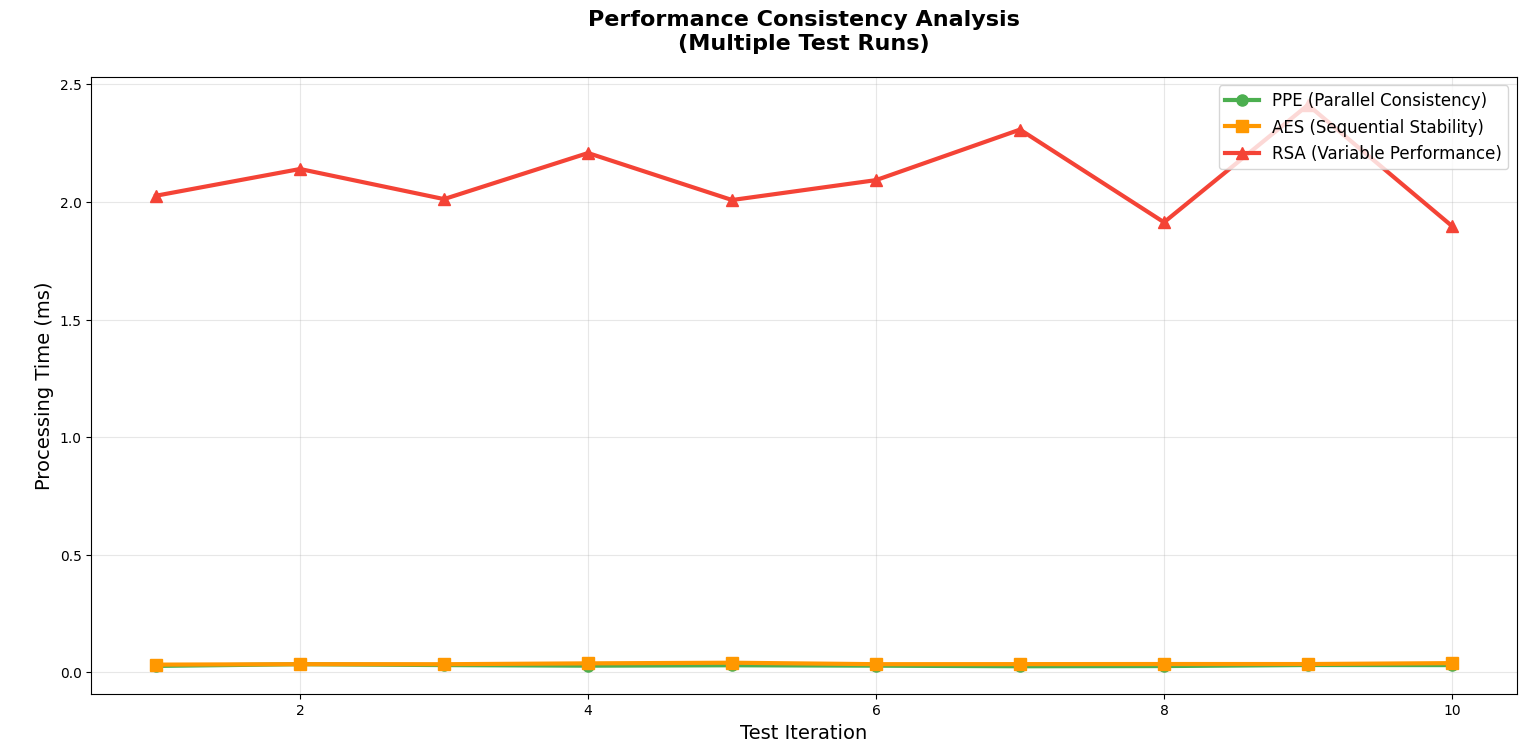 Performance Consistency Analysis
(Multiple Test Runs)
PPE (Parallel Consistency)
AES (Sequential Stability)
RSA (Variable Performance)
Processing Time (ms)
2.5
2.0
1.5
1.0
0.5
0.0
2 4 6 8 10
Test Iteration